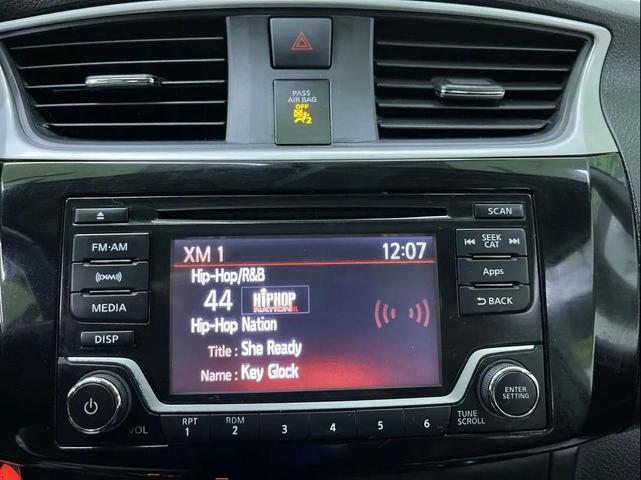 PASS
AIR BAG
OFF
2
SCAN
FM·AM
XM 1 12:07
SEEK
CAT
Hip-Hop/R&B
((XM))
44 HIPHOP
NATION
Apps
MEDIA
Hip-Hop Nation
BACK
DISP
Title : She Ready
Name : Key Glock
ENTER
SETTING
VOL
RPT
1
RDM
2
3
4
5
6
TUNE
SCROLL